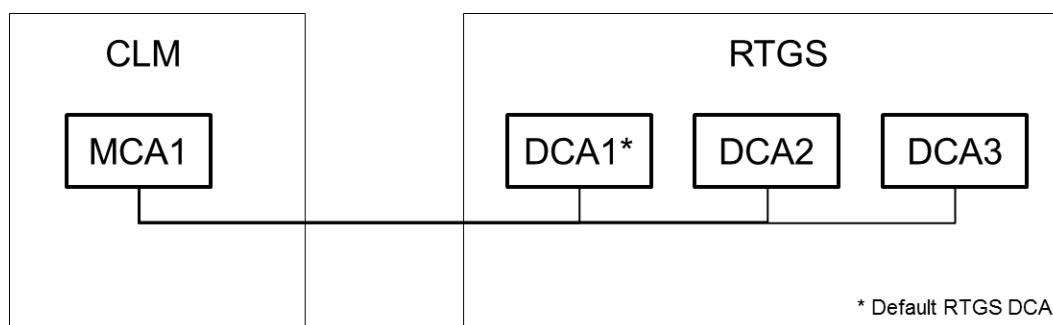 CLM
RTGS
MCA1
DCA1*
DCA2
DCA3
* Default RTGS DCA